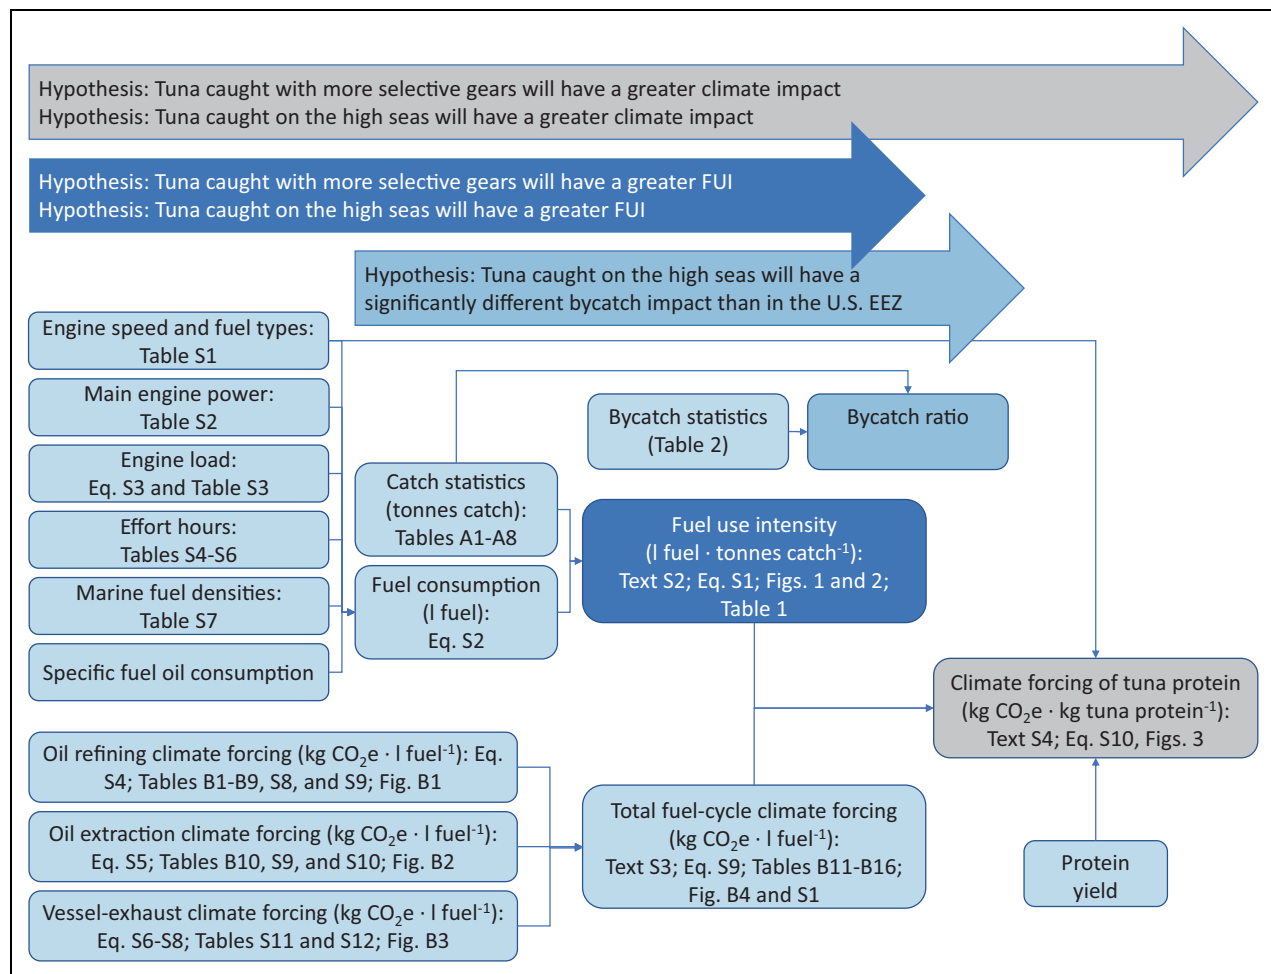 Hypothesis: Tuna caught with more selective gears will have a greater climate impact
Hypothesis: Tuna caught on the high seas will have a greater climate impact
Hypothesis: Tuna caught with more selective gears will have a greater FUI
Hypothesis: Tuna caught on the high seas will have a greater FUI
Hypothesis: Tuna caught on the high seas will have a
significantly different bycatch impact than in the U.S. EEZ
Engine speed and fuel types:
Table S1
Main engine power:
Table S2
Engine load:
Eq. S3 and Table S3
Effort hours:
Tables S4-S6
Marine fuel densities:
Table S7
Specific fuel oil consumption
Catch statistics
(tonnes catch):
Tables A1-A8
Fuel consumption
(l fuel):
Eq. S2
Bycatch statistics
(Table 2)
Bycatch ratio
Fuel use intensity
(l fuel · tonnes catch⁻¹):
Text S2; Eq. S1; Figs. 1 and 2;
Table 1
Climate forcing of tuna protein
(kg CO₂e · kg tuna protein⁻¹):
Text S4; Eq. S10, Figs. 3
Oil refining climate forcing (kg CO₂e · l fuel⁻¹): Eq.
S4; Tables B1-B9, S8, and S9; Fig. B1
Oil extraction climate forcing (kg CO₂e · l fuel⁻¹):
Eq. S5; Tables B10, S9, and S10; Fig. B2
Vessel-exhaust climate forcing (kg CO₂e · l fuel⁻¹):
Eq. S6-S8; Tables S11 and S12; Fig. B3
Total fuel-cycle climate forcing
(kg CO₂e · l fuel⁻¹):
Text S3; Eq. S9; Tables B11-B16;
Fig. B4 and S1
Protein
yield